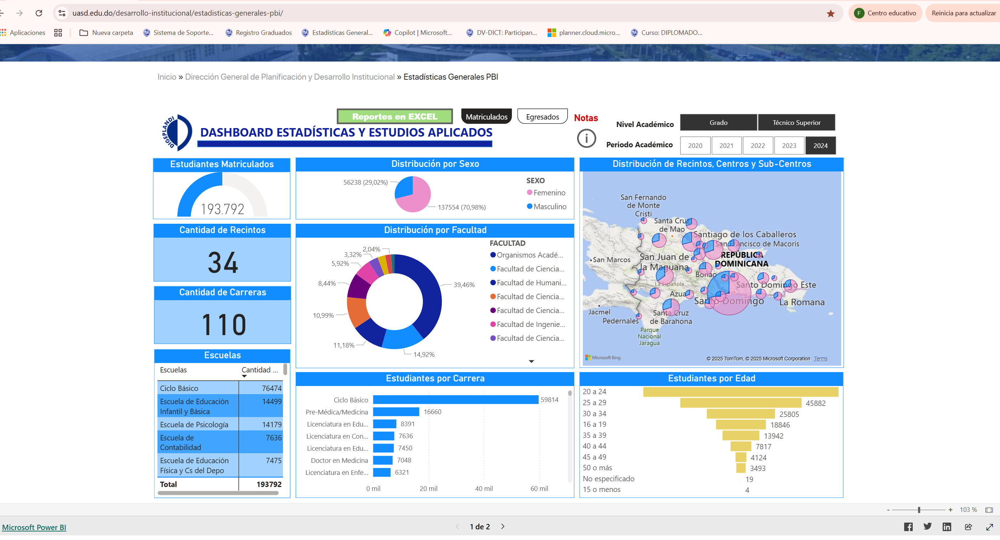 uasd.edu.do/desarrollo-institucional/estadisticas-generales-pbi/
F Centro educativo
Reinicia para actualizar
Aplicaciones
Nueva carpeta
Sistema de Soporte...
Registro Graduados
Estadísticas General...
Copilot | Microsoft...
DV-DICT: Participan...
planner.cloud.micro...
Curso: DIPLOMADO...
Inicio » Dirección General de Planificación y Desarrollo Institucional » Estadísticas Generales PBI
DIGEPLANDI
Reportes en EXCEL
Matriculados
Egresados
Notas
DASHBOARD ESTADÍSTICAS Y ESTUDIOS APLICADOS
Nivel Académico
Grado
Técnico Superior
Periodo Académico
2020
2021
2022
2023
2024
Estudiantes Matriculados
193.792
Cantidad de Recintos
34
Cantidad de Carreras
110
Escuelas
Escuelas Cantidad ...
Ciclo Básico 76474
Escuela de Educación 14499
Infantil y Básica
Escuela de Psicología 14179
Escuela de 7636
Contabilidad
Escuela de Educación 7475
Física y Cs del Depo
Total 193792
Distribución por Sexo
56238 (29,02%)
137554 (70,98%)
SEXO
Femenino
Masculino
Distribución por Facultad
2,04%
3,32%
5,92%
8,44%
10,99%
11,18%
14,92%
39,46%
FACULTAD
Organismos Acadé...
Facultad de Ciencia...
Facultad de Humani...
Facultad de Ciencia...
Facultad de Ciencia...
Facultad de Ingenie...
Facultad de Ciencia...
Estudiantes por Carrera
Ciclo Básico 59814
Pre-Médica/Medicina 16660
Licenciatura en Edu... 8391
Licenciatura en Con... 7636
Licenciatura en Edu... 7450
Doctor en Medicina 7048
Licenciatura en Enfe... 6321
0 mil 20 mil 40 mil 60 mil
Distribución de Recintos, Centros y Sub-Centros
San Fernando
de Monte
Cristi
Santa Cruz
de Mao
Santiago de los Caballeros
San Francisco de Macorís
REPÚBLICA
DOMINICANA
San Marcos
San Juan de
la Maguana
Bonao
La Española
Santo Domingo Este
Azua
Santo Domingo
La Romana
Jacmel
Pedernales
Santa Cruz
de Barahona
Parque
Nacional
Jaragua
Microsoft Bing
© 2025 TomTom, © 2025 Microsoft Corporation Terms
Estudiantes por Edad
20 a 24
25 a 29 45882
30 a 34 25805
16 a 19 18846
35 a 39 13942
40 a 44 7817
45 a 49 4124
50 o más 3493
No especificado 19
15 o menos 4
- + 103 %
Microsoft Power BI
1 de 2